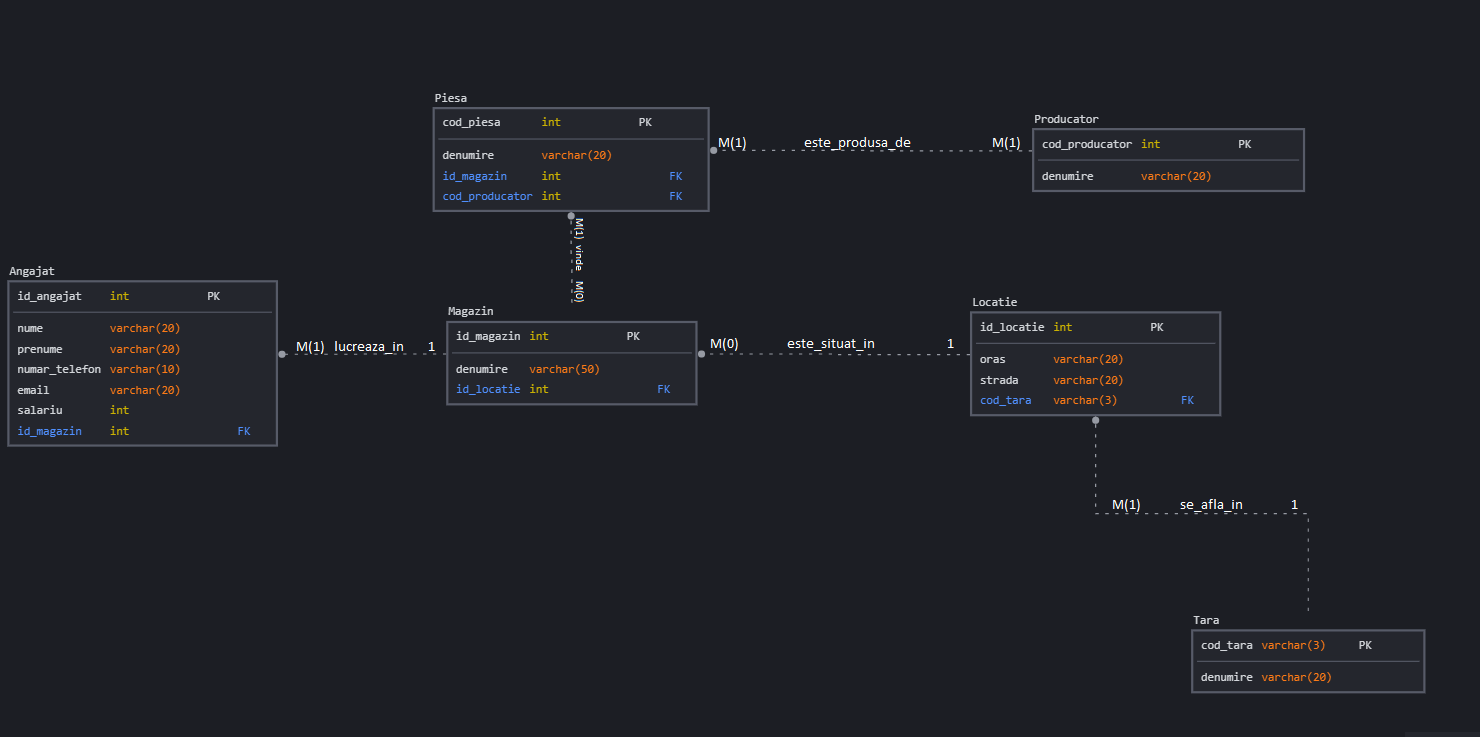 Piesa
cod_piesa int PK
denumire varchar(20)
id_magazin int FK
cod_producator int FK
M(1) este_produsa_de M(1)
Producator
cod_producator int PK
denumire varchar(20)
M(1) vinde M(0)
Angajat
id_angajat int PK
nume varchar(20)
prenume varchar(20)
numar_telefon varchar(10)
email varchar(20)
salariu int
id_magazin int FK
M(1) lucreaza_in 1
Magazin
id_magazin int PK
denumire varchar(50)
id_locatie int FK
M(0) este_situat_in 1
Locatie
id_locatie int PK
oras varchar(20)
strada varchar(20)
cod_tara varchar(3) FK
M(1) se_afla_in 1
Tara
cod_tara varchar(3) PK
denumire varchar(20)